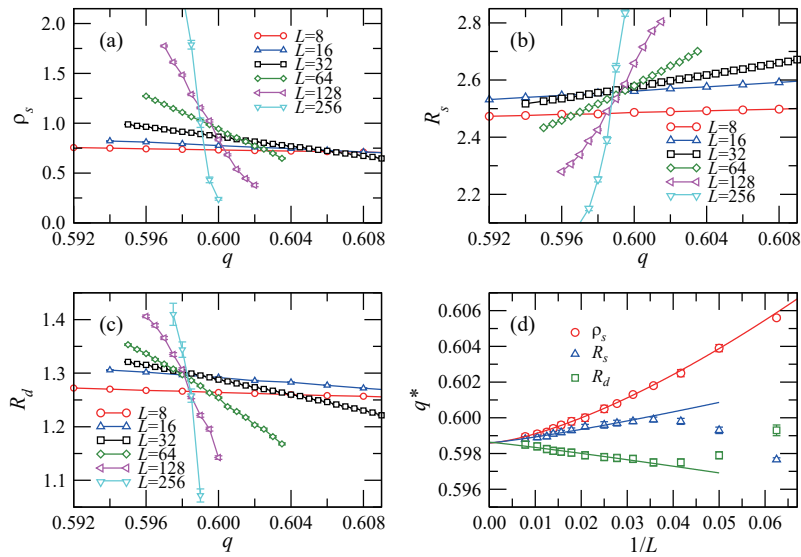 (a)
L=8
L=16
L=32
L=64
L=128
L=256
2.0
1.5
1.0
0.5
0.0
ρs
0.592 0.596 0.600 0.604 0.608
q
(b)
L=8
L=16
L=32
L=64
L=128
L=256
2.8
2.6
2.4
2.2
Rs
0.592 0.596 0.600 0.604 0.608
q
(c)
L=8
L=16
L=32
L=64
L=128
L=256
1.4
1.3
1.2
1.1
1.0
Rd
0.592 0.596 0.600 0.604 0.608
q
(d)
ρs
Rs
Rd
0.606
0.604
0.602
0.600
0.598
0.596
q*
0.00 0.01 0.02 0.03 0.04 0.05 0.06
1/L